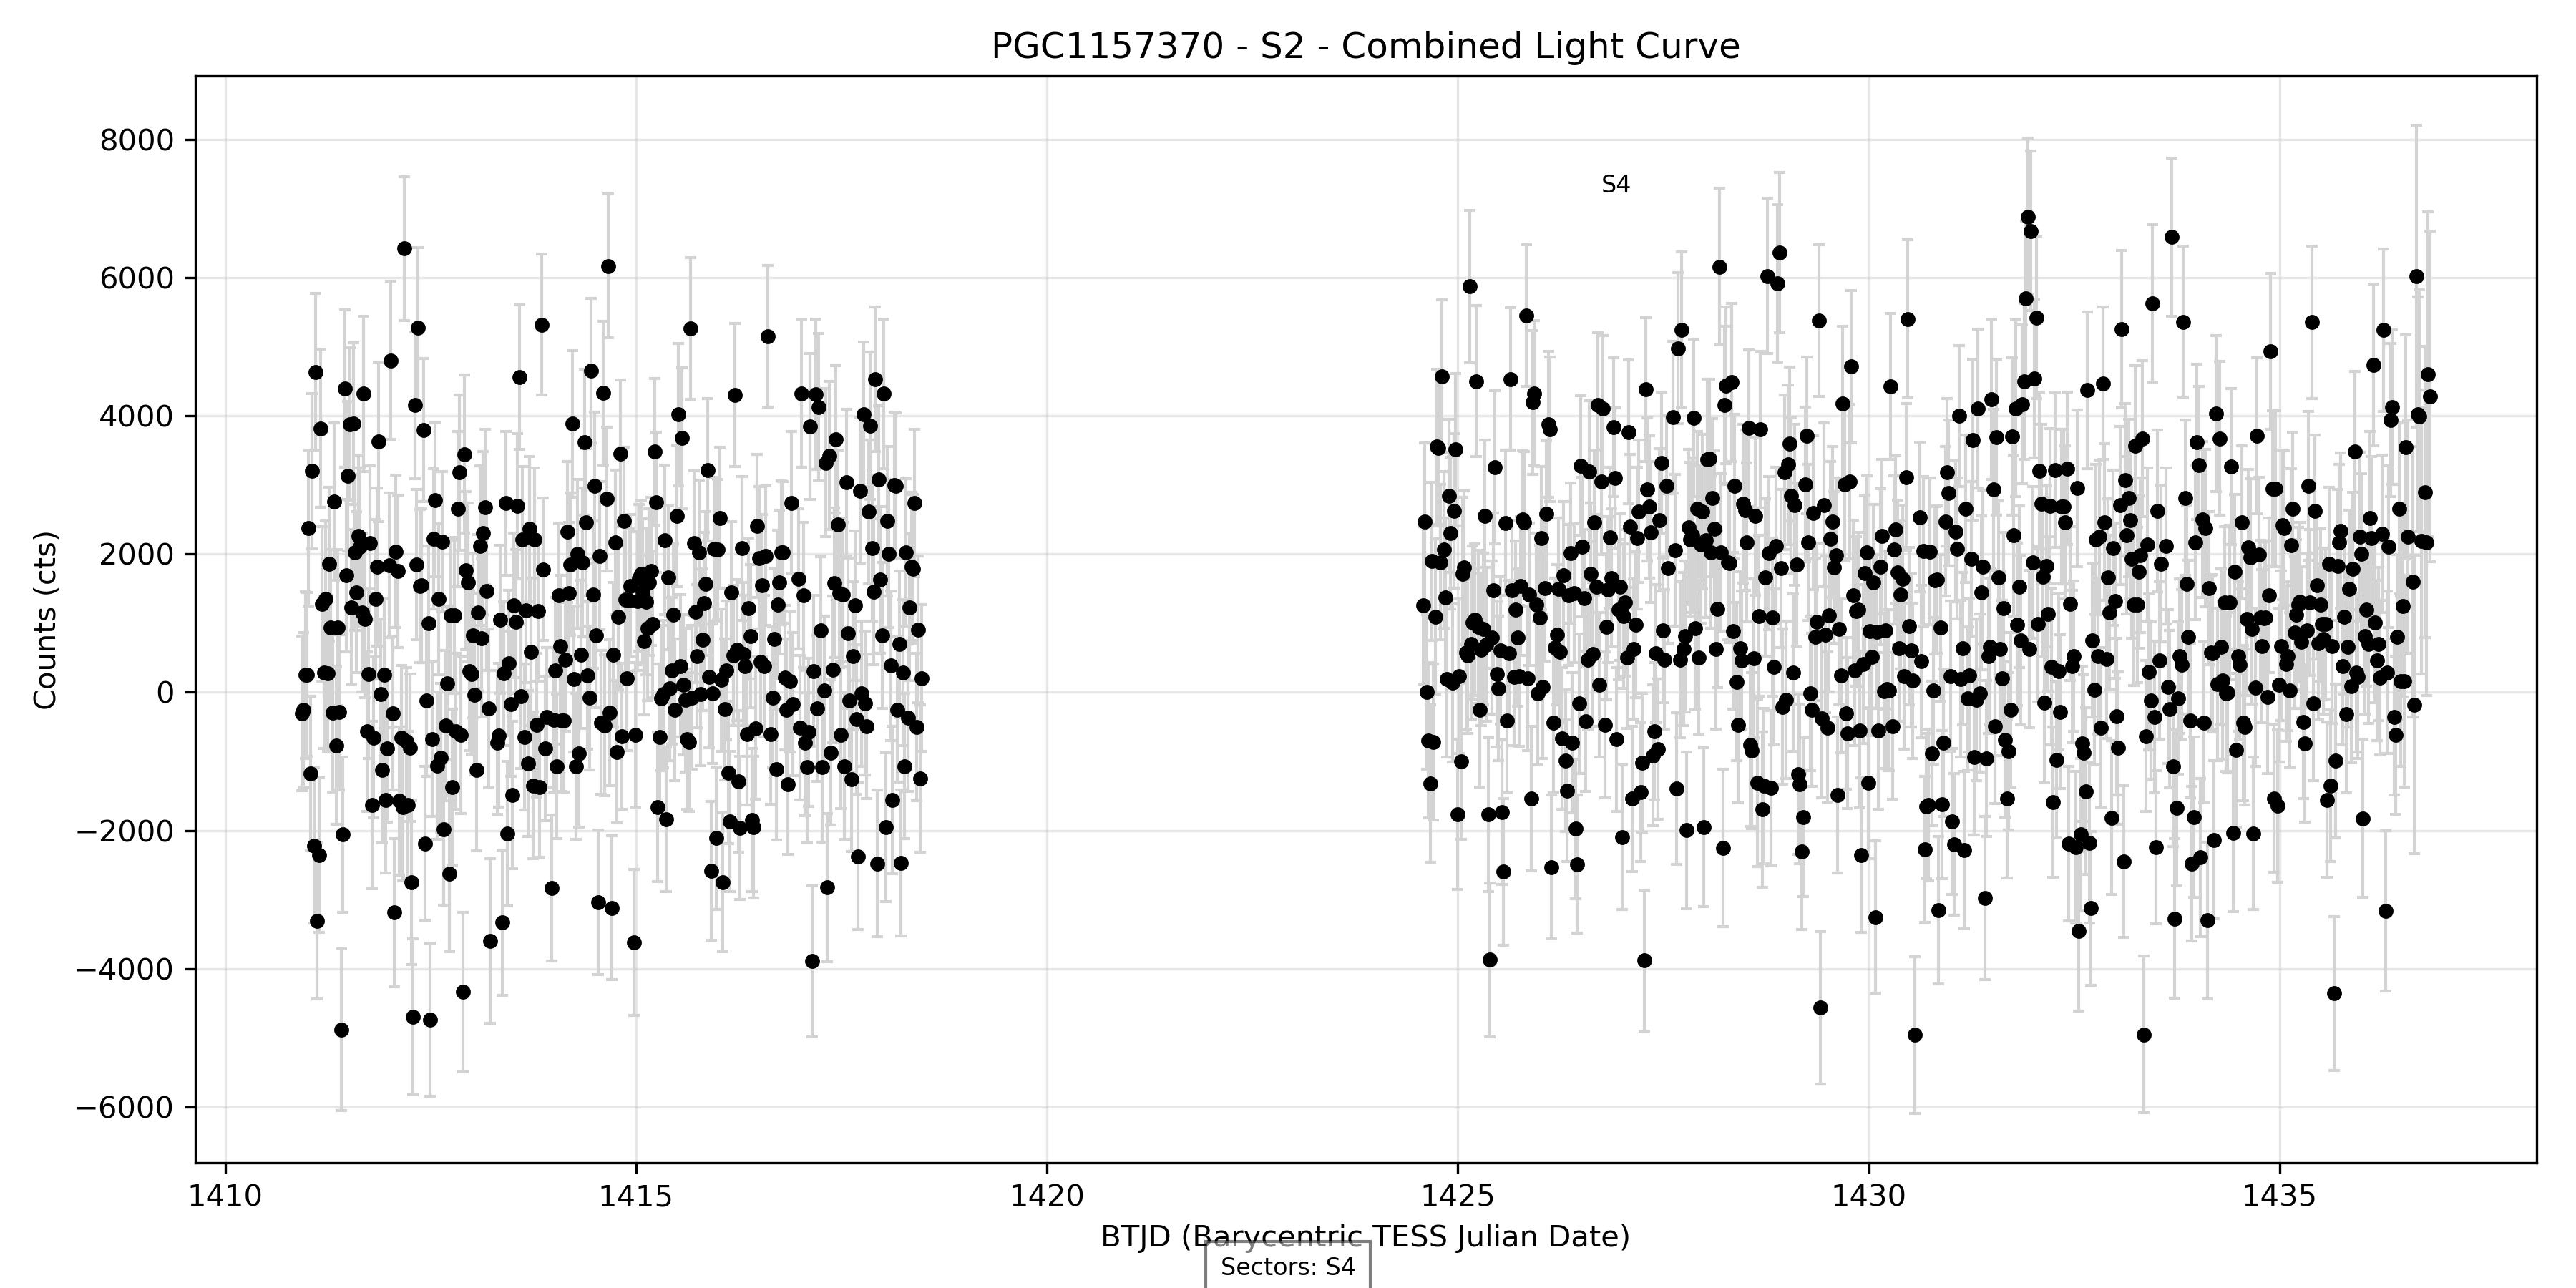 PGC1157370 - S2 - Combined Light Curve
Counts (cts)
8000
6000
4000
2000
0
−2000
−4000
−6000
S4
1410
1415
1420
1425
1430
1435
BTJD (Barycentric TESS Julian Date)
Sectors: S4